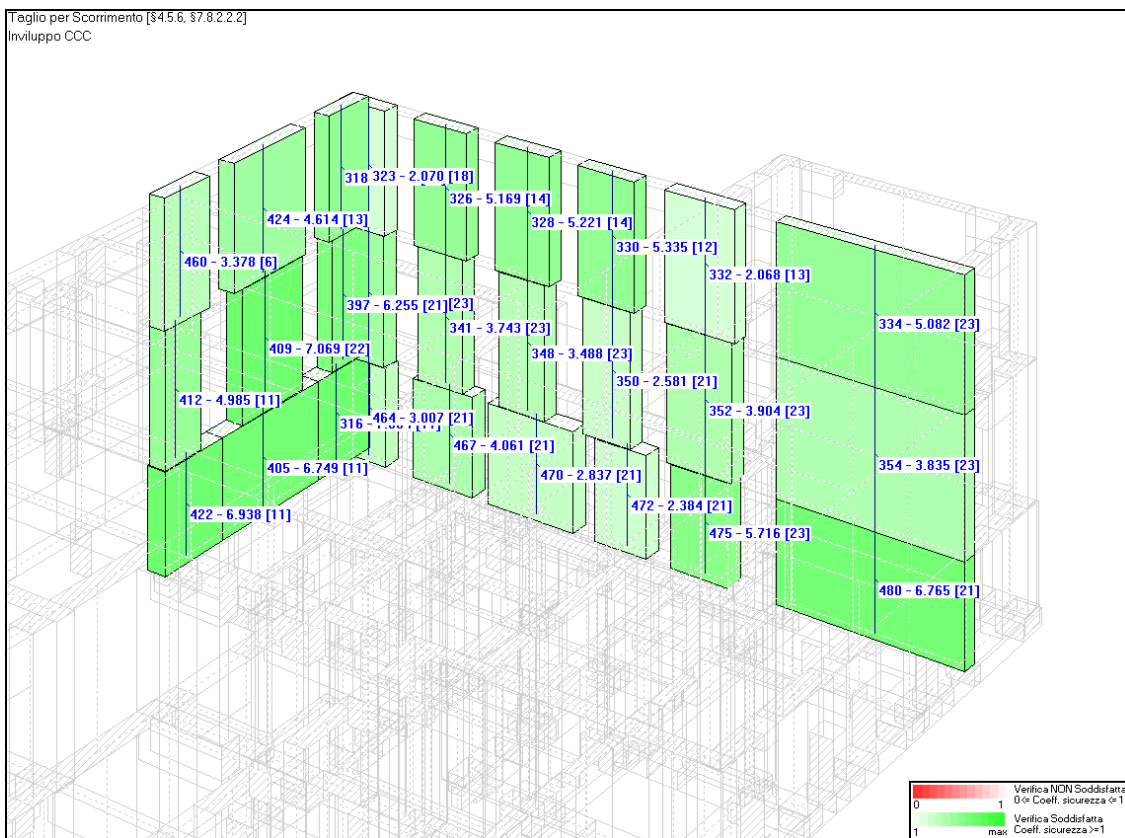 Taglio per Scorrimento [§4.5.6, §7.8.2.2.2]
Inviluppo CCC
318
323 - 2.070 [18]
326 - 5.169 [14]
424 - 4.614 [13]
328 - 5.221 [14]
330 - 5.335 [12]
460 - 3.378 [6]
332 - 2.068 [13]
397 - 6.255 [21]
[23]
334 - 5.082 [23]
341 - 3.743 [23]
409 - 7.069 [22]
348 - 3.488 [23]
350 - 2.581 [21]
412 - 4.985 [11]
352 - 3.904 [23]
316
464 - 3.007 [21]
467 - 4.061 [21]
354 - 3.835 [23]
405 - 6.749 [11]
470 - 2.837 [21]
472 - 2.384 [21]
422 - 6.938 [11]
475 - 5.716 [23]
480 - 6.765 [21]
Verifica NON Soddisfatta
0 <= Coeff. sicurezza <= 1
0 1
Verifica Soddisfatta
Coeff. sicurezza >=1
1 max